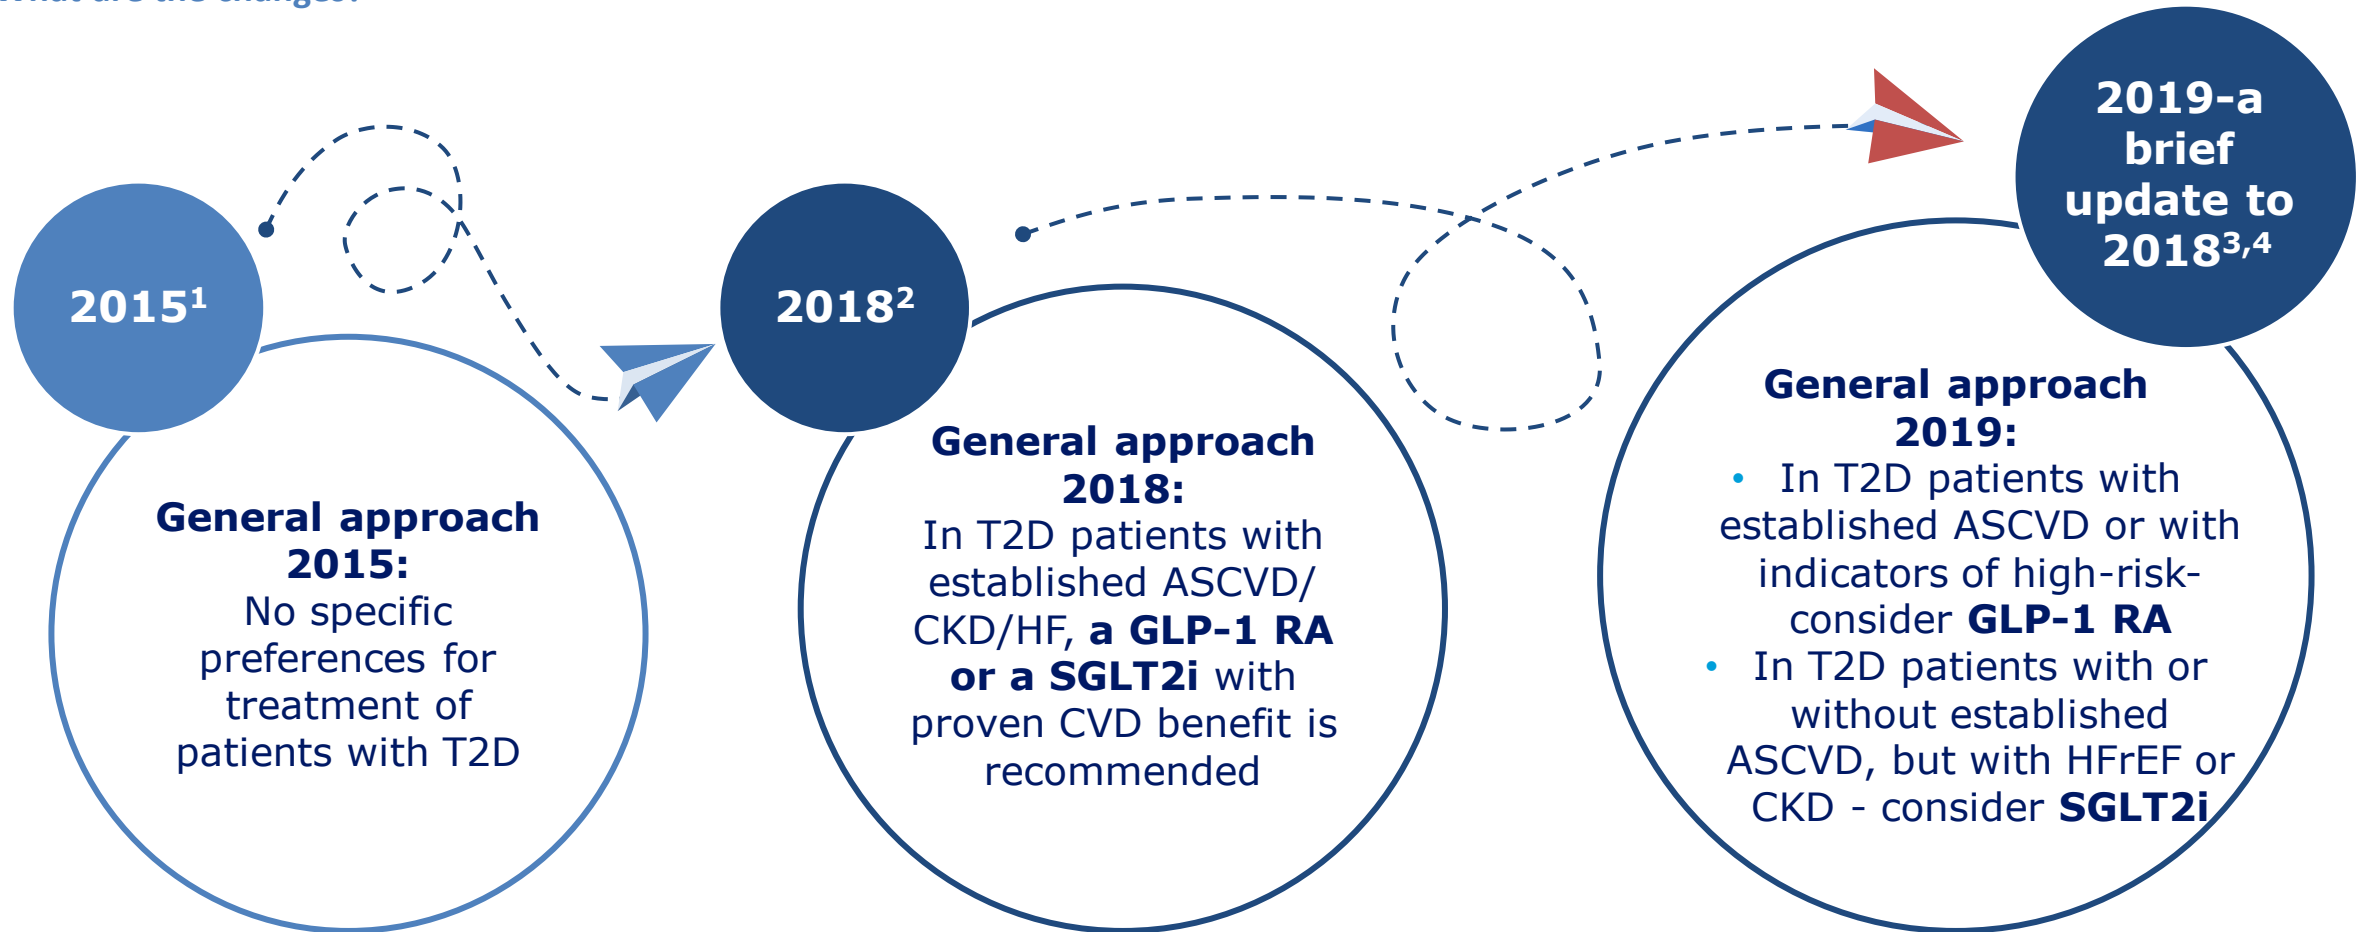 What are the changes?
2015¹
General approach
2015:
No specific
preferences for
treatment of
patients with T2D
2018²
General approach
2018:
In T2D patients with
established ASCVD/
CKD/HF, a GLP-1 RA
or a SGLT2i with
proven CVD benefit is
recommended
2019-a
brief
update to
2018³,⁴
General approach
2019:
• In T2D patients with
established ASCVD or with
indicators of high-risk-
consider GLP-1 RA
• In T2D patients with or
without established
ASCVD, but with HFrEF or
CKD - consider SGLT2i